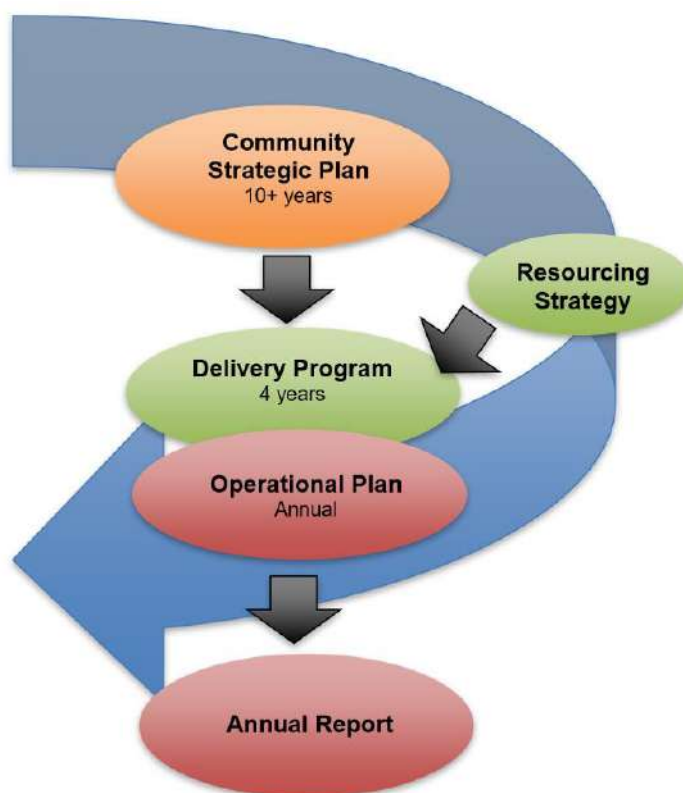 Community
Strategic Plan
10+ years
Resourcing
Strategy
Delivery Program
4 years
Operational Plan
Annual
Annual Report